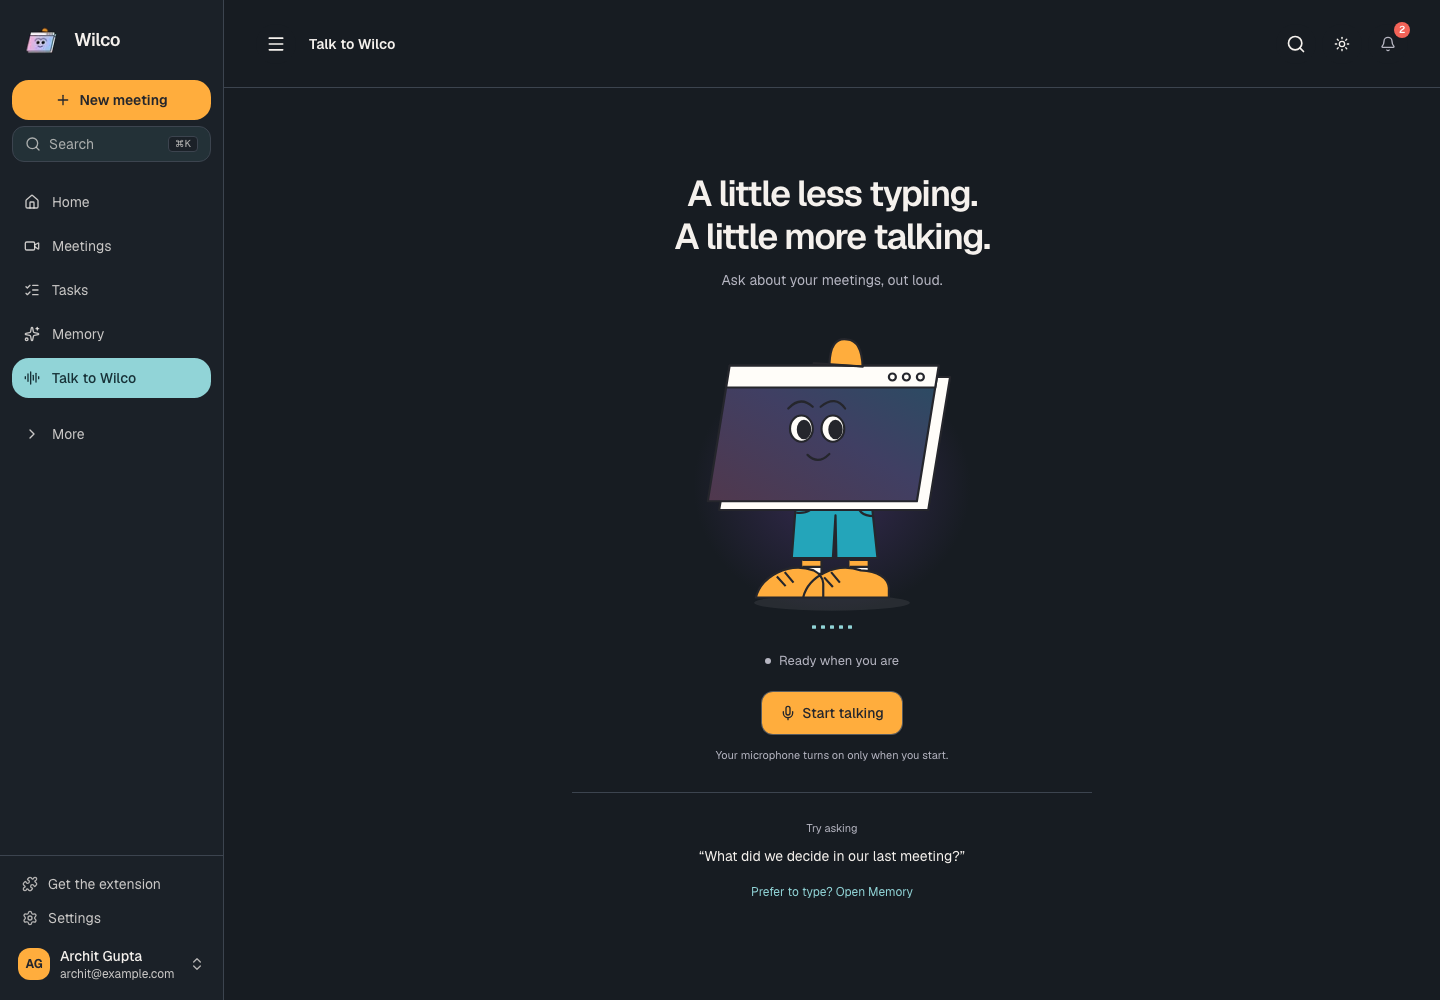 Wilco
New meeting
Search
⌘K
Home
Meetings
Tasks
Memory
Talk to Wilco
More
Get the extension
Settings
AG
Archit Gupta
archit@example.com
Talk to Wilco
2
A little less typing.
A little more talking.
Ask about your meetings, out loud.
Ready when you are
Start talking
Your microphone turns on only when you start.
Try asking
“What did we decide in our last meeting?”
Prefer to type? Open Memory